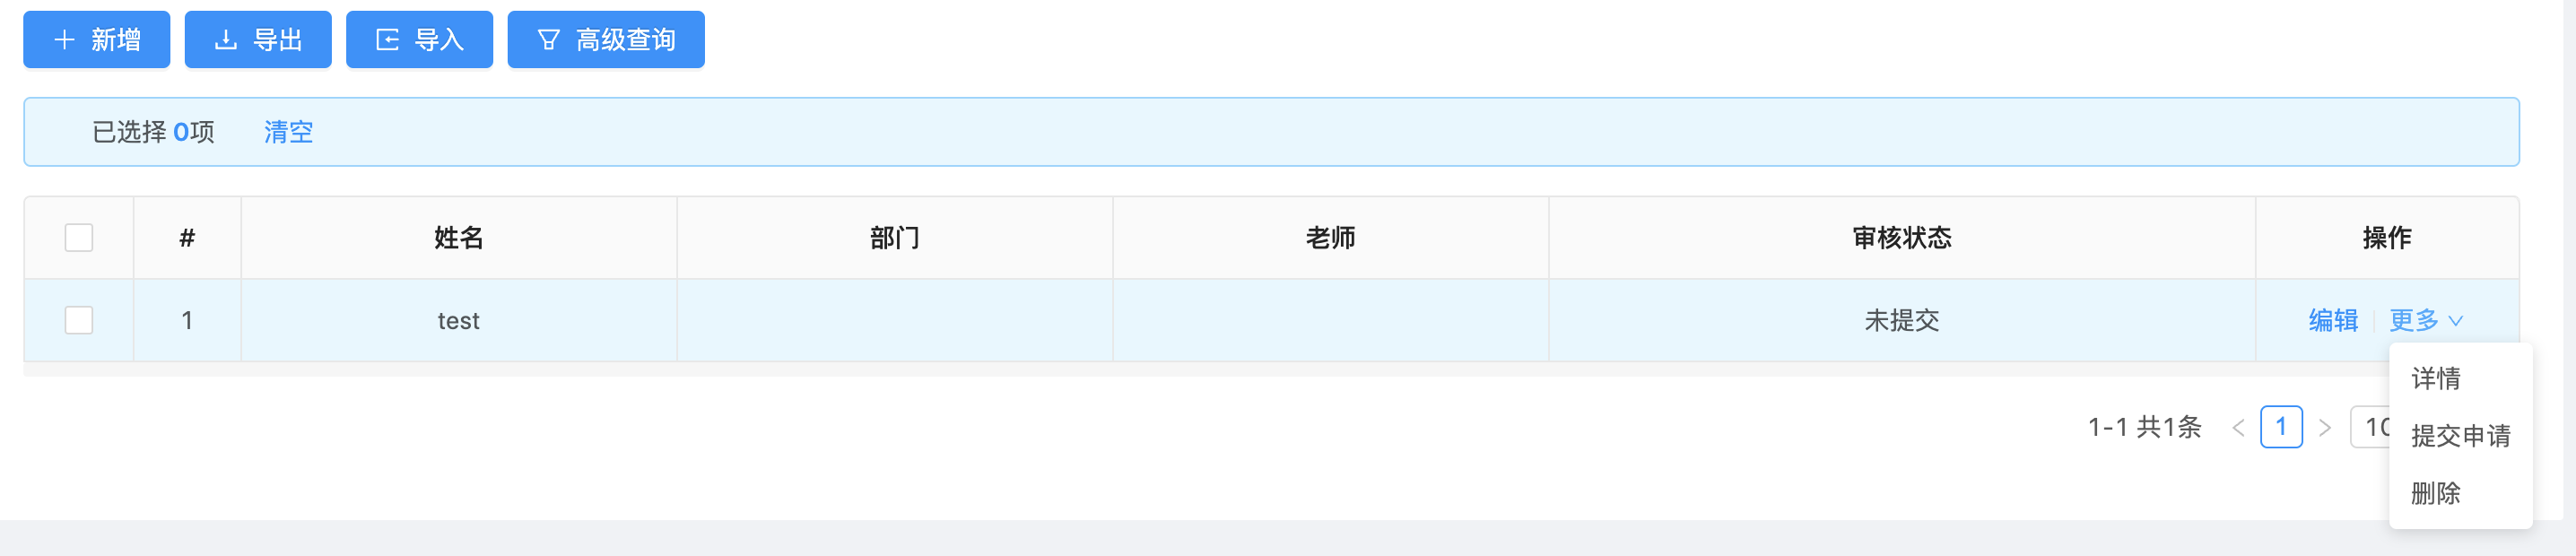 新增 导出 导入 高级查询
已选择 0项 清空
# 姓名 部门 老师 审核状态 操作
1 test 未提交 编辑 更多
详情
1-1 共1条 < 1 > 10
提交申请
删除